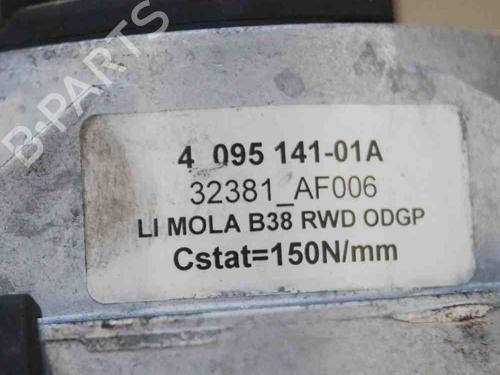 B-PARTS
4 095 141-01A
32381_AF006
LI MOLA B38 RWD ODGP
Cstat=150N/mm